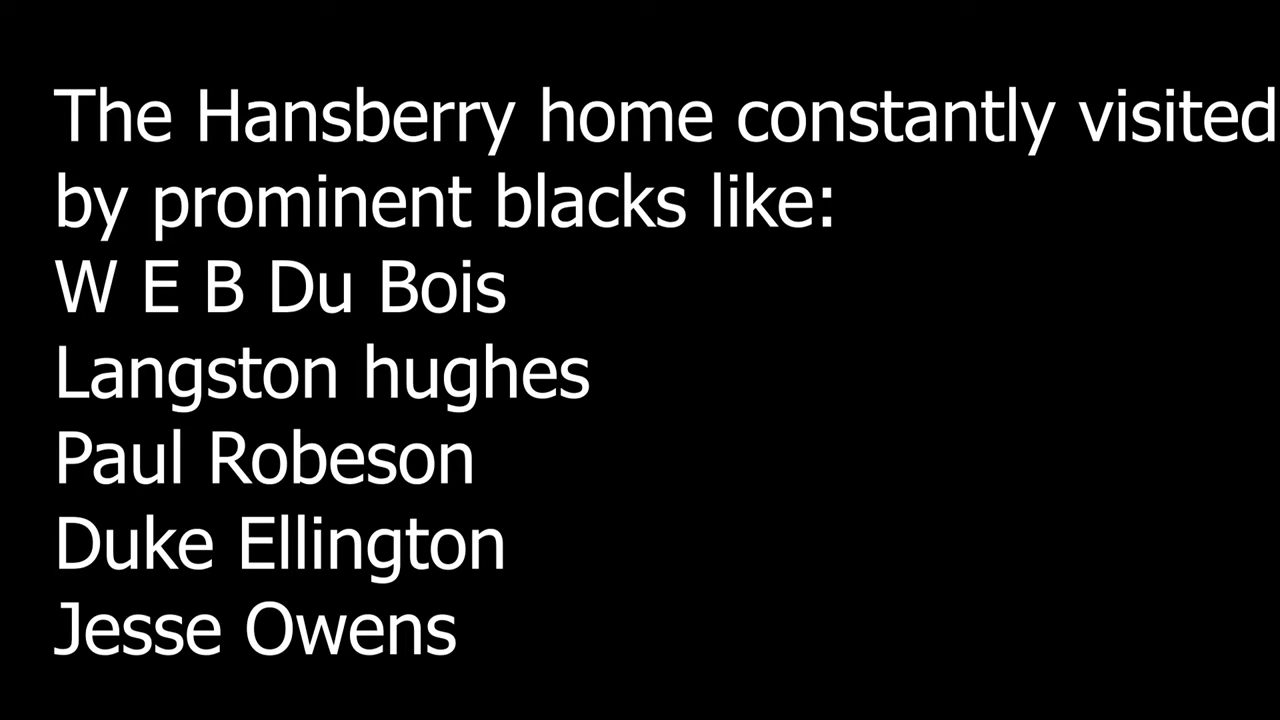 The Hansberry home constantly visited
by prominent blacks like:
W E B Du Bois
Langston hughes
Paul Robeson
Duke Ellington
Jesse Owens